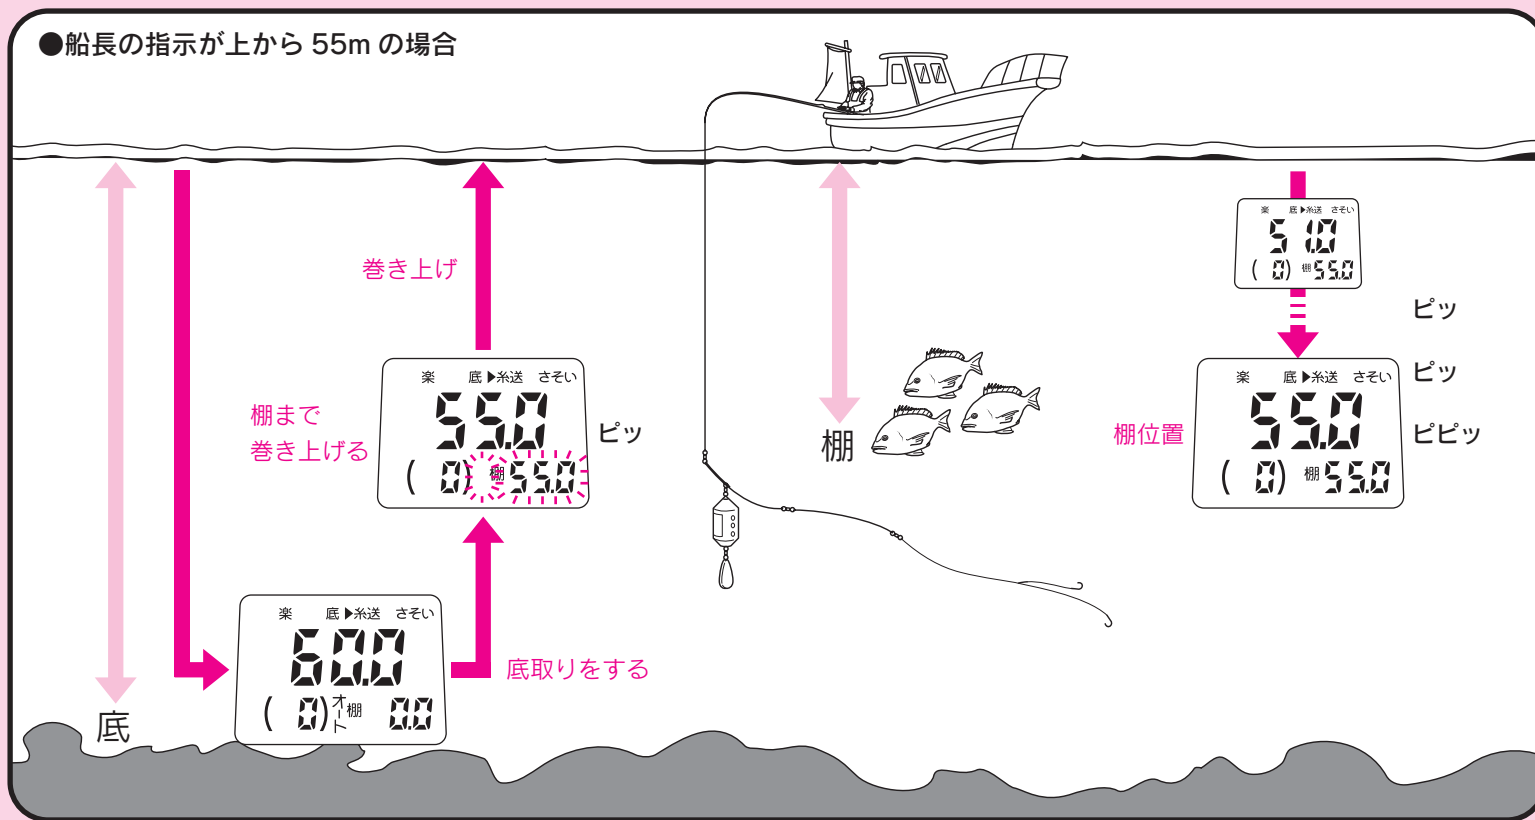 ●船長の指示が上から 55m の場合
巻き上げ
楽 底 ▶糸送 さそい
51.0
( 0) 棚 55.0
ピッ
楽 底 ▶糸送 さそい
55.0
( 0) 棚 55.0
ピッ
棚まで
巻き上げる
棚
楽 底 ▶糸送 さそい
55.0
( 0) 棚 55.0
棚位置
ピッ
ピピッ
楽 底 ▶糸送 さそい
60.0
( 0) オート 棚 0.0
底取りをする
底